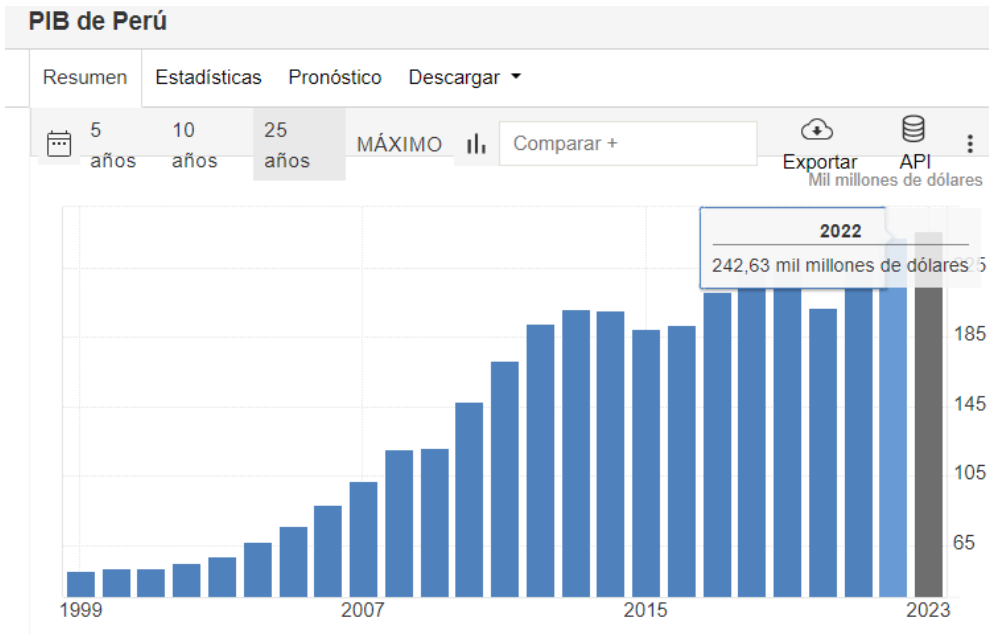 PIB de Perú
Resumen Estadísticas Pronóstico Descargar
5 años 10 años 25 años MÁXIMO Comparar + Exportar API
Mil millones de dólares
2022
242,63 mil millones de dólares
185
145
105
65
1999 2007 2015 2023